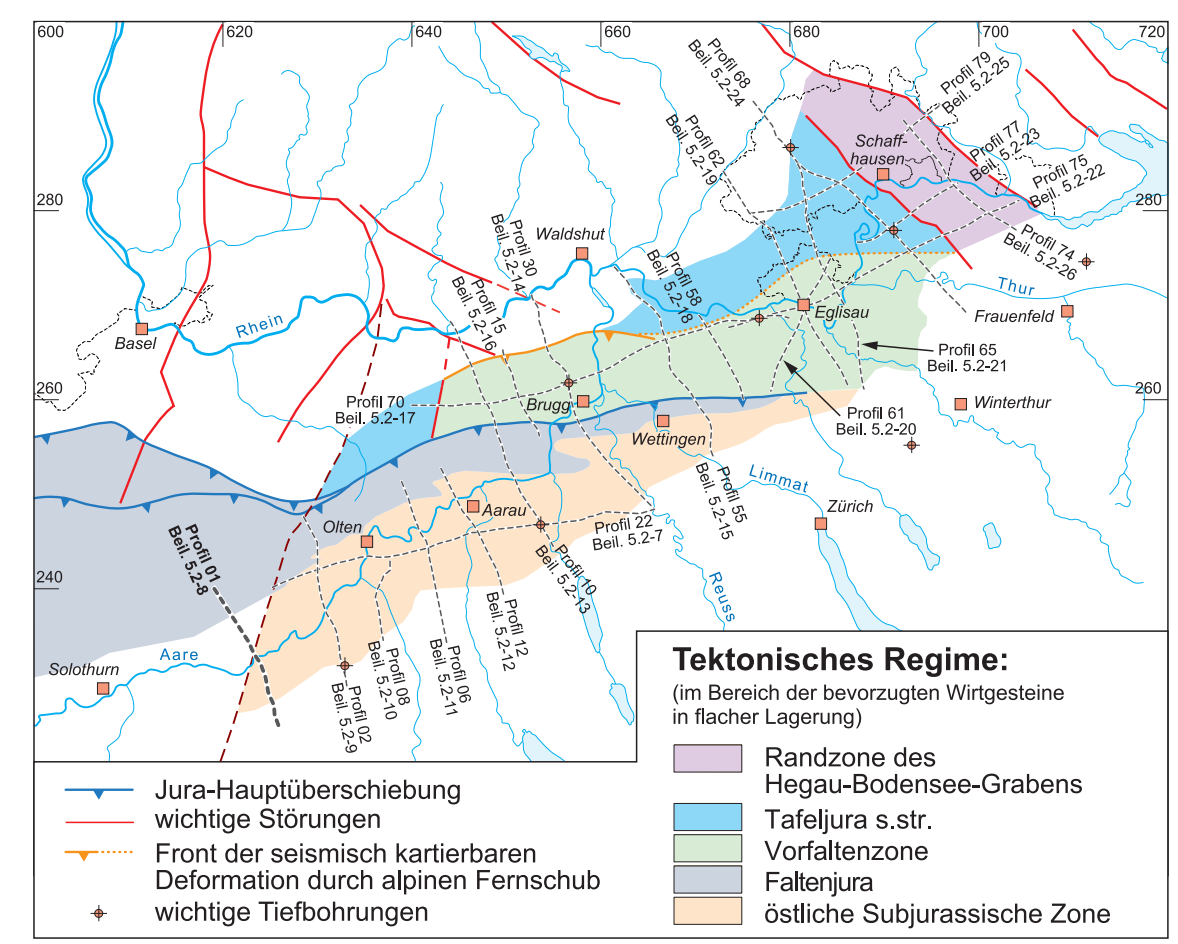 600
620
640
660
680
700
720
280
260
240
260
280
Profil 68
Beil. 5.2-24
Profil 79
Beil. 5.2-25
Profil 62
Beil. 5.2-19
Schaff-
hausen
Profil 77
Beil. 5.2-23
Profil 75
Beil. 5.2-22
Profil 74
Beil. 5.2-26
Profil 30
Beil. 5.2-14
Waldshut
Profil 58
Beil. 5.2-18
Profil 15
Beil. 5.2-16
Thur
Rhein
Basel
Eglisau
Frauenfeld
Profil 65
Beil. 5.2-21
Profil 70
Beil. 5.2-17
Brugg
Winterthur
Profil 61
Beil. 5.2-20
Wettingen
Limmat
Profil 55
Beil. 5.2-15
Zürich
Olten
Aarau
Profil 22
Beil. 5.2-7
Profil 01
Beil. 5.2-8
Profil 10
Beil. 5.2-13
Reuss
Profil 12
Beil. 5.2-12
Aare
Solothurn
Profil 08
Beil. 5.2-10
Profil 06
Beil. 5.2-11
Profil 02
Beil. 5.2-9
Tektonisches Regime:
(im Bereich der bevorzugten Wirtgesteine
in flacher Lagerung)
Randzone des
Hegau-Bodensee-Grabens
Tafeljura s.str.
Vorfaltenzone
Faltenjura
östliche Subjurassische Zone
Jura-Hauptüberschiebung
wichtige Störungen
Front der seismisch kartierbaren
Deformation durch alpinen Fernschub
wichtige Tiefbohrungen